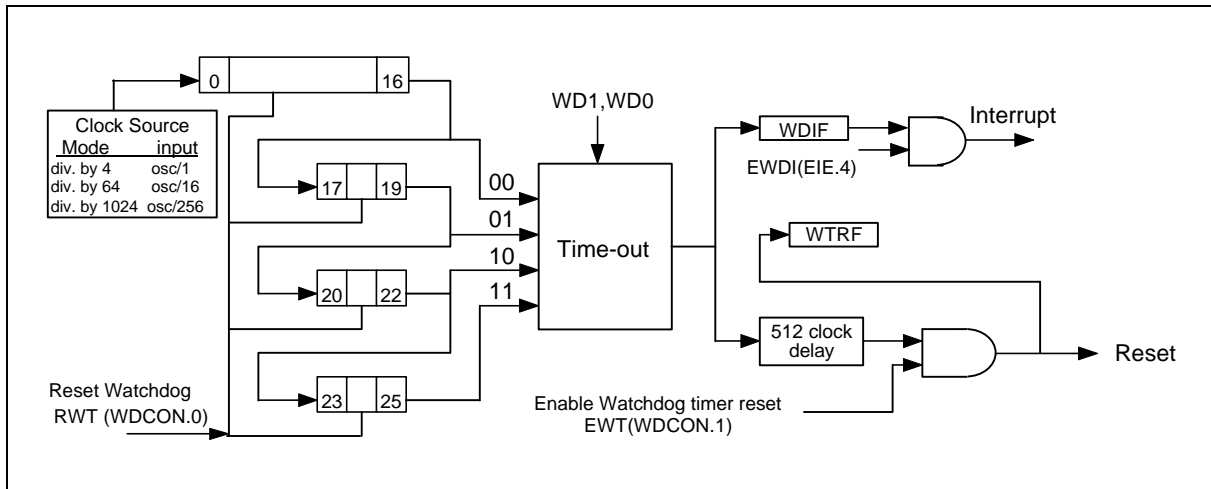 0 16
Clock Source
Mode input
div. by 4 osc/1
div. by 64 osc/16
div. by 1024 osc/256
17 19
20 22
23 25
Reset Watchdog
RWT (WDCON.0)
WD1,WD0
00
01
10
11
Time-out
WDIF
EWDI(EIE.4)
Interrupt
WTRF
512 clock
delay
Enable Watchdog timer reset
EWT(WDCON.1)
Reset